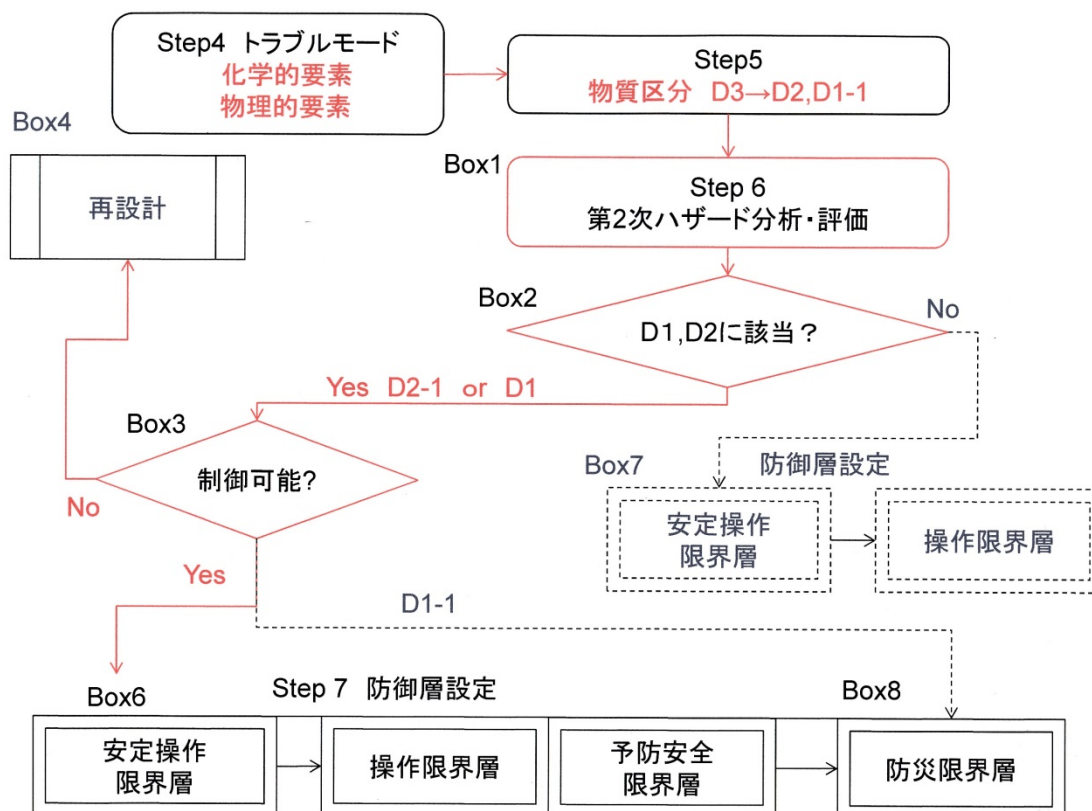 Step4 トラブルモード
化学的要素
物理的要素
Step5
物質区分 D3→D2,D1-1
Box4
再設計
Box1
Step 6
第2次ハザード分析・評価
Box2
D1,D2に該当？
No
Yes D2-1 or D1
Box3
制御可能?
No
Yes
Box7
防御層設定
安定操作
限界層
操作限界層
D1-1
Box6
Step 7 防御層設定
Box8
安定操作
限界層
操作限界層
予防安全
限界層
防災限界層